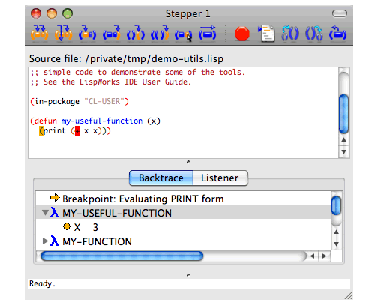 Stepper 1
Source file: /private/tmp/demo-utils.lisp
;; simple code to demonstrate some of the tools.
;; See the LispWorks IDE User Guide.
(in-package "CL-USER")
(defun my-useful-function (x)
(print ( x x)))
Backtrace Listener
Breakpoint: Evaluating PRINT form
λ MY-USEFUL-FUNCTION
X 3
λ MY-FUNCTION
Ready.